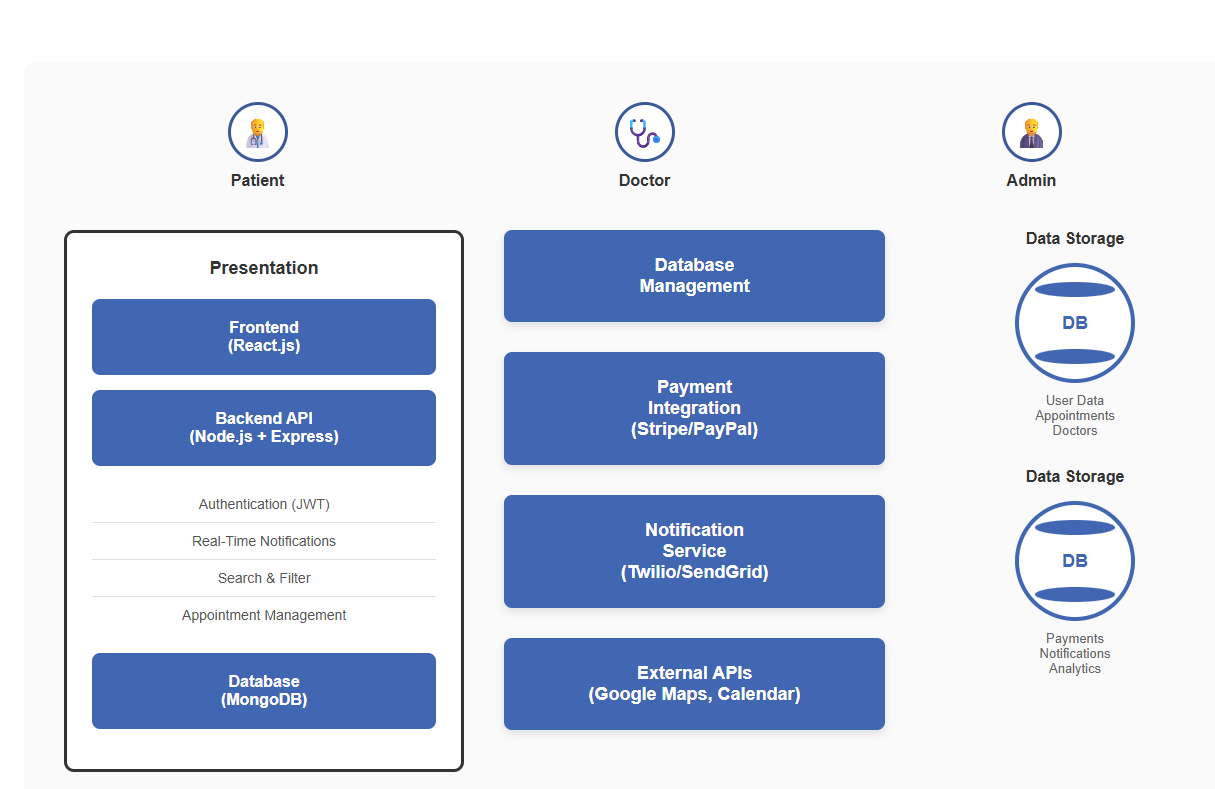 Patient
Doctor
Admin
Presentation
Frontend
(React.js)
Backend API
(Node.js + Express)
Authentication (JWT)
Real-Time Notifications
Search & Filter
Appointment Management
Database
(MongoDB)
Database
Management
Payment
Integration
(Stripe/PayPal)
Notification
Service
(Twilio/SendGrid)
External APIs
(Google Maps, Calendar)
Data Storage
DB
User Data
Appointments
Doctors
Data Storage
DB
Payments
Notifications
Analytics